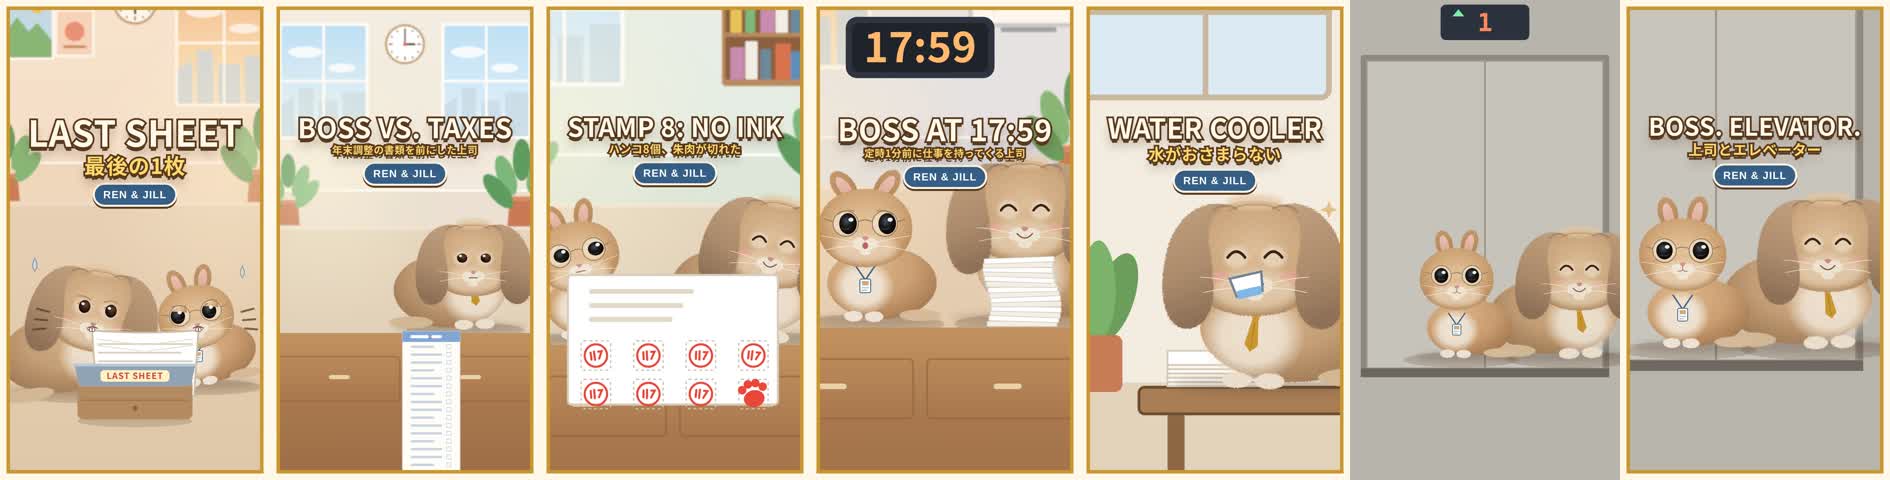 LAST SHEET
最後の1枚
REN & JILL
LAST SHEET
BOSS VS. TAXES
年末調整の書類を前にした上司
REN & JILL
STAMP 8: NO INK
ハンコ8個、朱肉が切れた
REN & JILL
17:59
BOSS AT 17:59
定時1分前に仕事を持ってくる上司
REN & JILL
WATER COOLER
水がおさまらない
REN & JILL
1
BOSS. ELEVATOR.
上司とエレベーター
REN & JILL